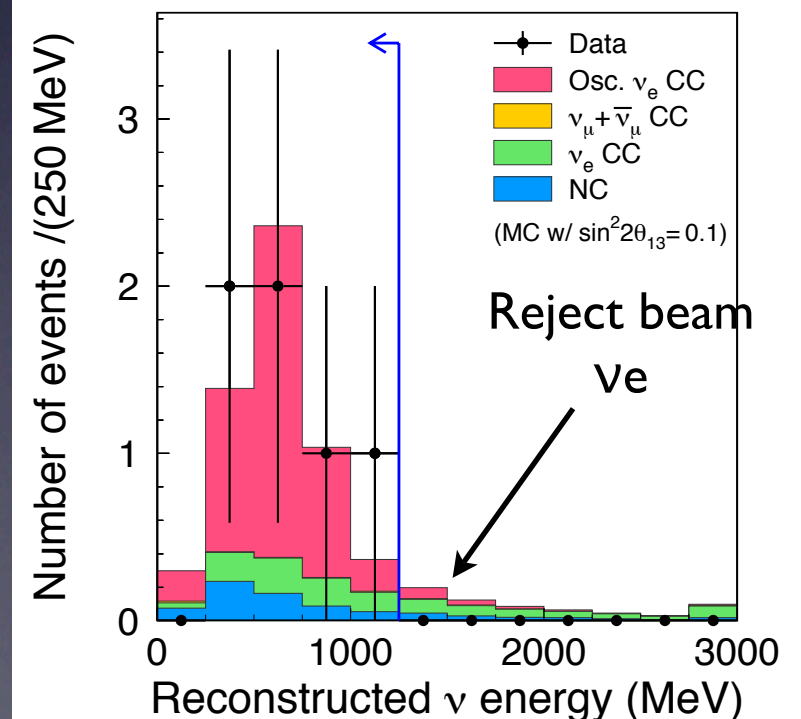 Number of events /(250 MeV)
3
2
1
0
Data
Osc. νe CC
νμ+ν̅μ CC
νe CC
NC
(MC w/ sin²2θ₁₃= 0.1)
Reject beam
νe
0 1000 2000 3000
Reconstructed ν energy (MeV)